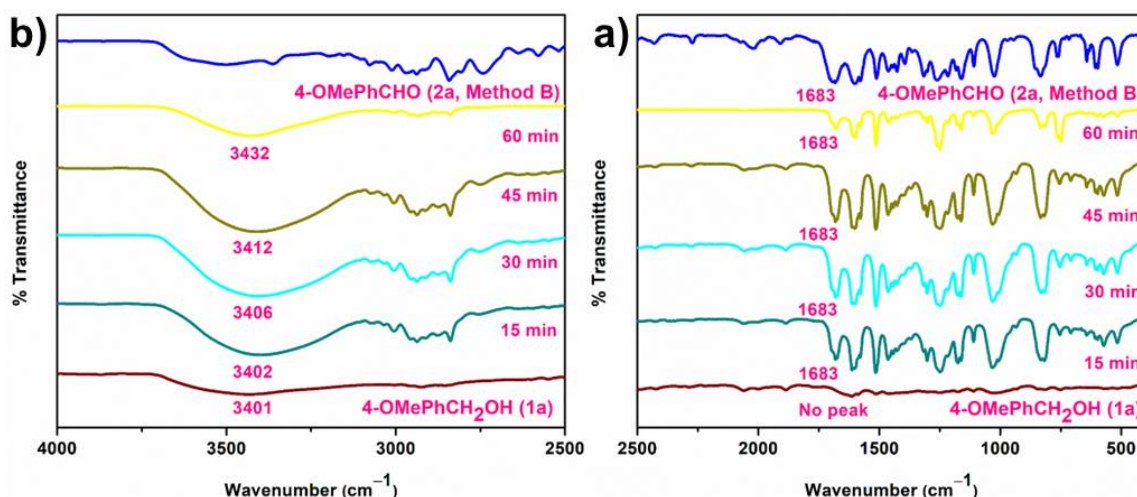 b)
4-OMePhCHO (2a, Method B)
60 min
3432
45 min
3412
30 min
3406
15 min
3402
3401
4-OMePhCH₂OH (1a)
% Transmittance
4000 3500 3000 2500
Wavenumber (cm⁻¹)
a)
1683 4-OMePhCHO (2a, Method B)
60 min
1683
45 min
1683
30 min
1683
15 min
1683
No peak 4-OMePhCH₂OH (1a)
% Transmittance
2500 2000 1500 1000 500
Wavenumber (cm⁻¹)